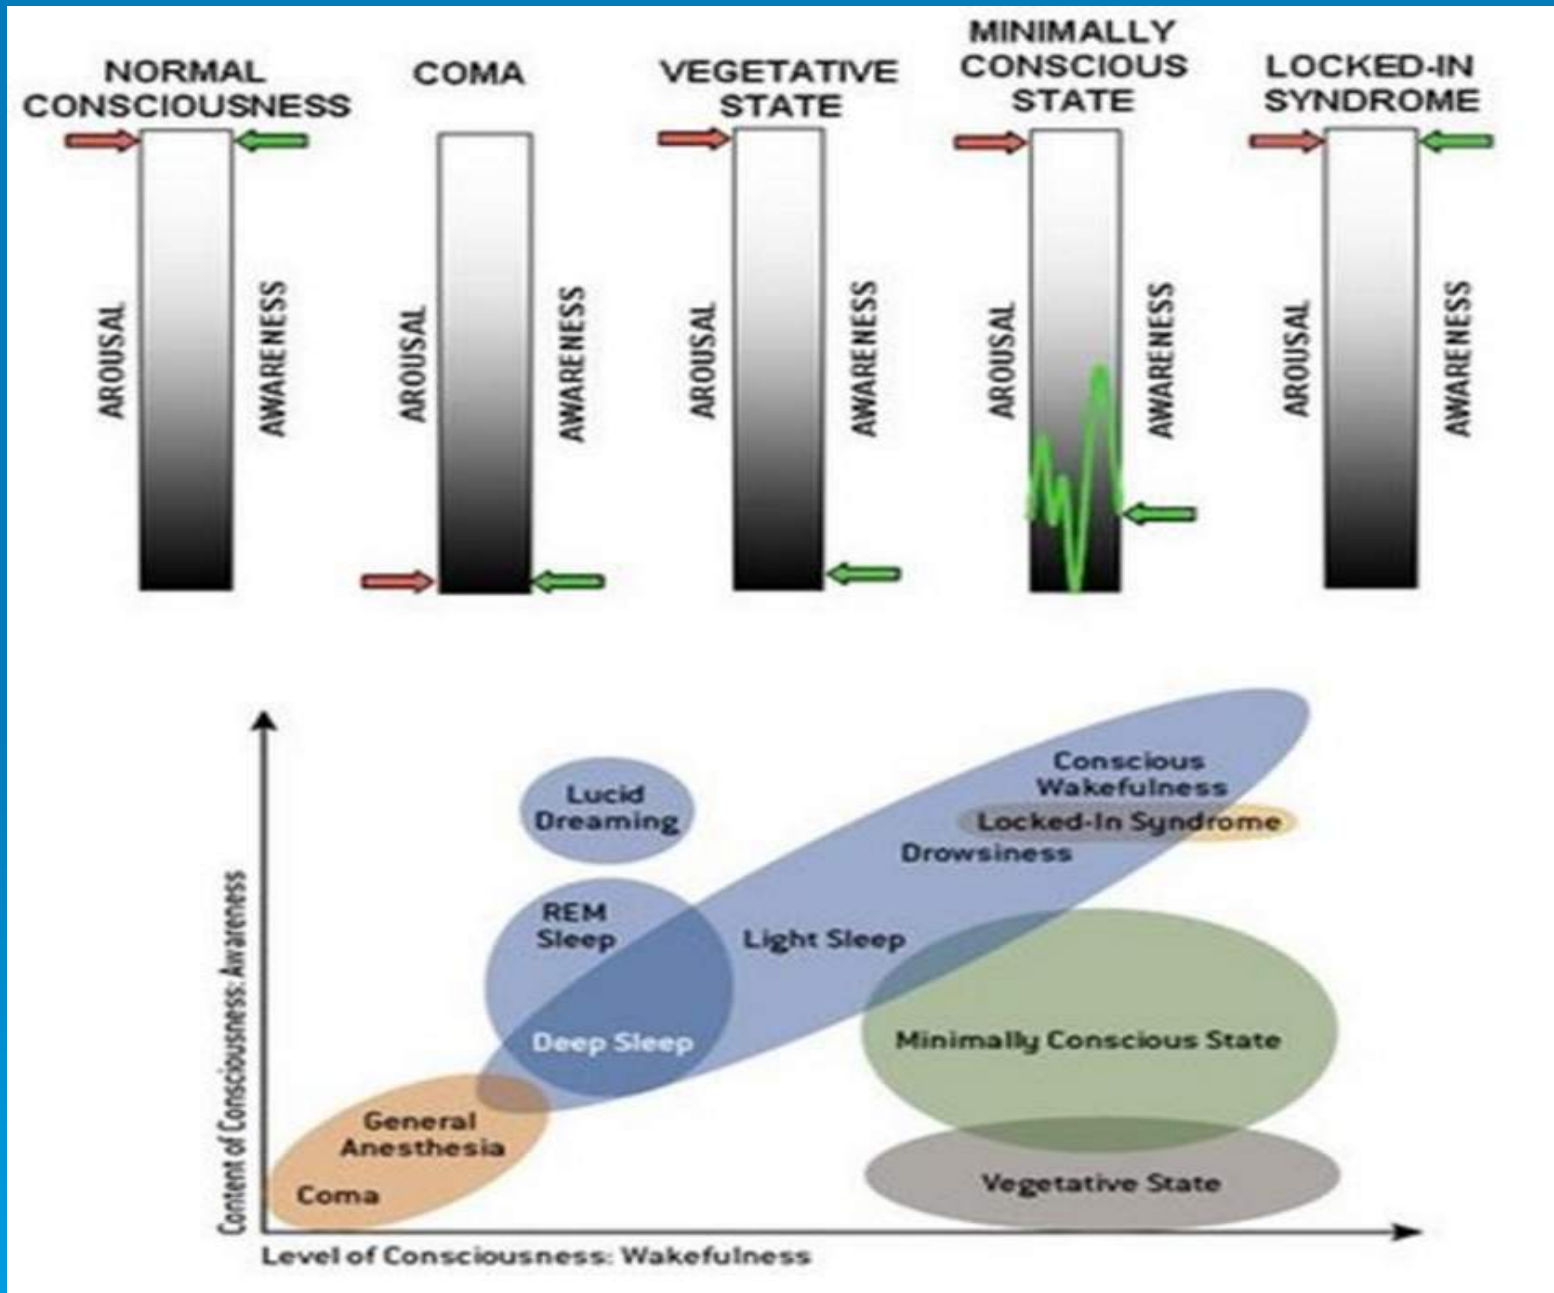 NORMAL
CONSCIOUSNESS
COMA
VEGETATIVE
STATE
MINIMALLY
CONSCIOUS
STATE
LOCKED-IN
SYNDROME
AROUSAL
AWARENESS
AROUSAL
AWARENESS
AROUSAL
AWARENESS
AROUSAL
AWARENESS
AROUSAL
AWARENESS
Content of Consciousness: Awareness
Lucid
Dreaming
Conscious
Wakefulness
Locked-In Syndrome
Drowsiness
REM
Sleep
Light Sleep
Deep Sleep
Minimally Conscious State
General
Anesthesia
Vegetative State
Coma
Level of Consciousness: Wakefulness